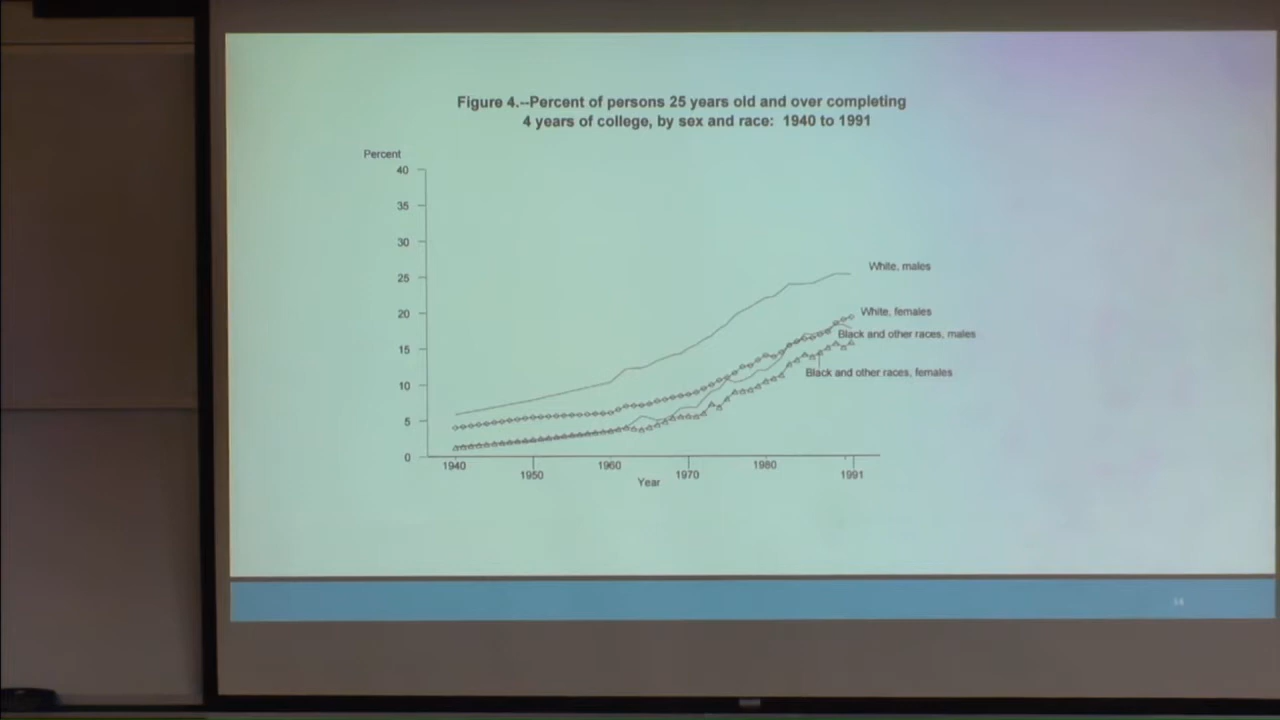 Figure 4.--Percent of persons 25 years old and over completing
4 years of college, by sex and race: 1940 to 1991
Percent
40
35
30
25
20
15
10
5
0
White, males
White, females
Black and other races, males
Black and other races, females
1940
1950
1960
1970
1980
1991
Year